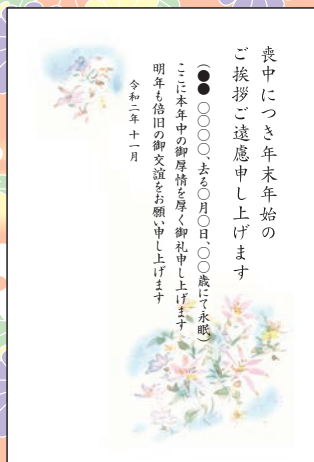 喪中につき年末年始の
ご挨拶ご遠慮申し上げます
(●● ○○○○、去る○月○日、○○歳にて永眠)
ここに本年中の御厚情を厚く御礼申し上げます
明年も倍旧の御交誼をお願い申し上げます
令和二年十一月